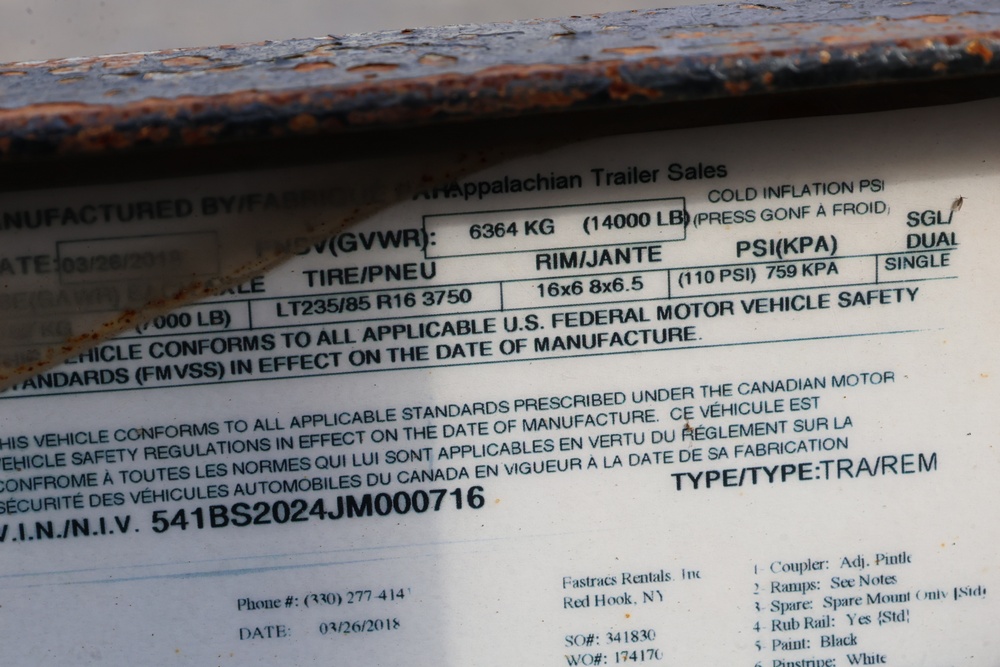 NUFACTURED BY/FABRIQUÉ PAR: Appalachian Trailer Sales
ATE: 03/26/2018 PNBV(GVWR): 6364 KG (14000 LB) COLD INFLATION PSI
(PRESS GONF À FROID)
TIRE/PNEU RIM/JANTE PSI(KPA) SGL/
DUAL
(7000 LB) LT235/85 R16 3750 16x6 8x6.5 (110 PSI) 759 KPA SINGLE
EHICLE CONFORMS TO ALL APPLICABLE U.S. FEDERAL MOTOR VEHICLE SAFETY
TANDARDS (FMVSS) IN EFFECT ON THE DATE OF MANUFACTURE.
HIS VEHICLE CONFORMS TO ALL APPLICABLE STANDARDS PRESCRIBED UNDER THE CANADIAN MOTOR
VEHICLE SAFETY REGULATIONS IN EFFECT ON THE DATE OF MANUFACTURE. CE VÉHICULE EST
CONFROME À TOUTES LES NORMES QUI LUI SONT APPLICABLES EN VERTU DU RÉGLEMENT SUR LA
SÉCURITÉ DES VÉHICULES AUTOMOBILES DU CANADA EN VIGUEUR À LA DATE DE SA FABRICATION
V.I.N./N.I.V. 541BS2024JM000716 TYPE/TYPE:TRA/REM
Phone #: (330) 277-414
DATE: 03/26/2018
Fastracs Rentals, Inc
Red Hook, NY
SO#: 341830
WO#: 174170
1- Coupler: Adj. Pintle
2- Ramps: See Notes
3- Spare: Spare Mount Only [Std]
4- Rub Rail: Yes {Std}
5- Paint: Black
6- Pinstripe: White